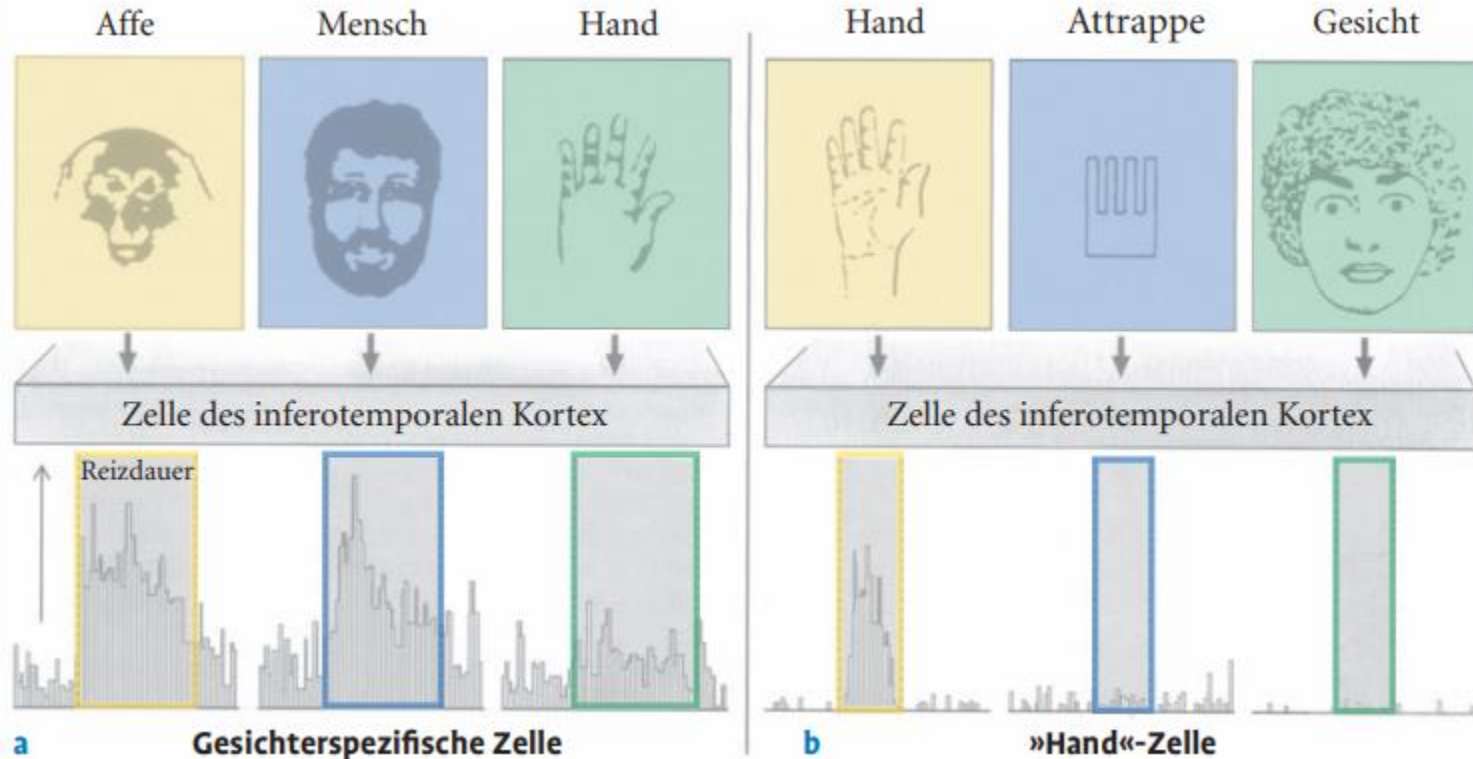 Affe Mensch Hand
Hand Attrappe Gesicht
Zelle des inferotemporalen Kortex
Zelle des inferotemporalen Kortex
Reizdauer
a Gesichterspezifische Zelle
b »Hand«-Zelle